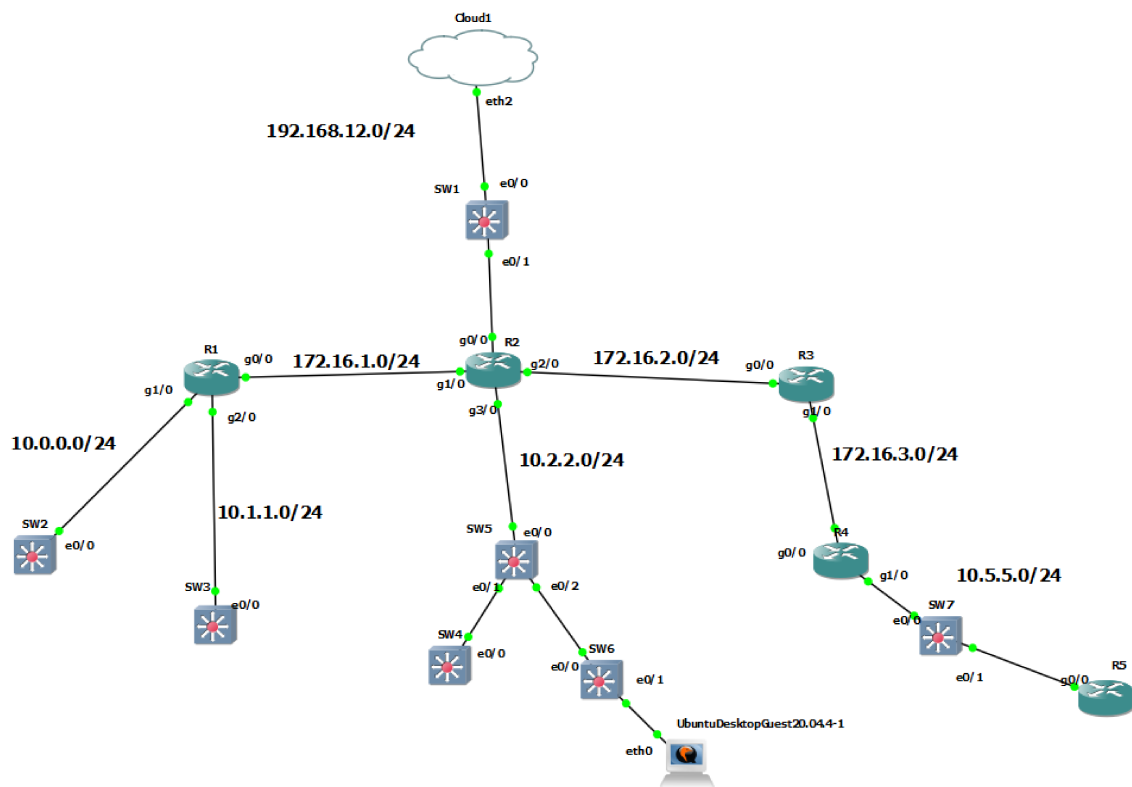 Cloud1
eth2
192.168.12.0/24
e0/0
SW1
e0/1
R1
g0/0
172.16.1.0/24
g0/0
R2
g2/0
172.16.2.0/24
R3
g0/0
g1/0
g1/0
g2/0
g3/0
g1/0
10.0.0.0/24
10.2.2.0/24
172.16.3.0/24
10.1.1.0/24
SW2
e0/0
SW5
e0/0
R4
g0/0
g1/0
10.5.5.0/24
SW3
e0/0
e0/1
e0/2
SW7
e0/0
SW4
e0/0
SW6
e0/0
e0/1
e0/1
g0/0
R5
UbuntuDesktopGuest20.04.4-1
eth0